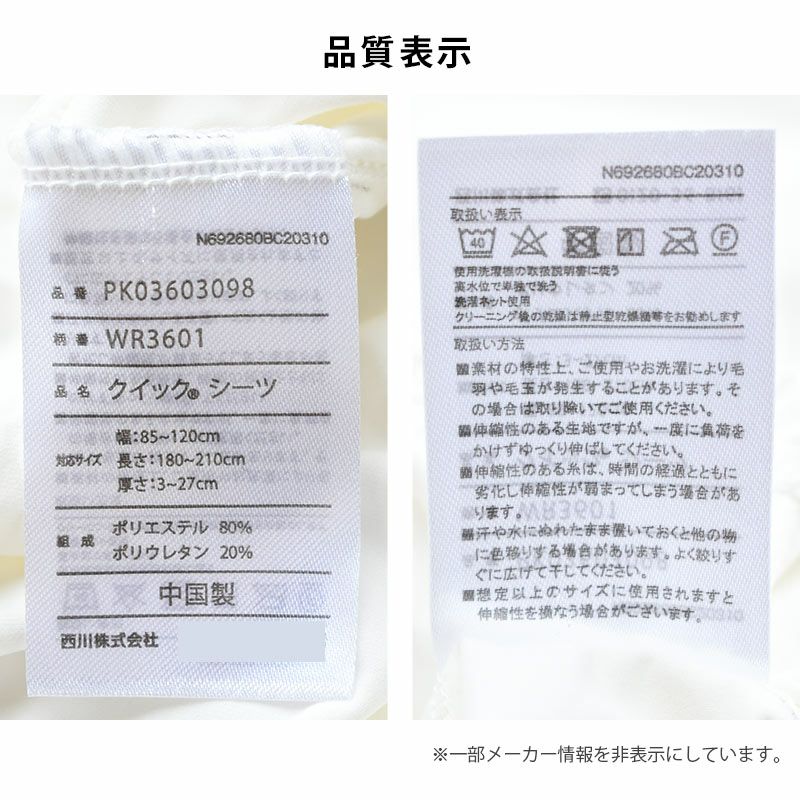 品質表示
N692680BC20310
品番 PK03603098
柄番 WR3601
品名 クイック® シーツ
対応サイズ
幅:85~120cm
長さ:180~210cm
厚さ:3~27cm
組成
ポリエステル 80%
ポリウレタン 20%
中国製
西川株式会社
N692680BC20310
取扱い表示
40
F
使用洗濯機の取扱説明書に従う
高水位で単独で洗う
洗濯ネット使用
クリーニング後の乾燥は静止型乾燥機等をお勧めします
取扱い方法
■素材の特性上、ご使用やお洗濯により毛
羽や毛玉が発生することがあります。そ
の場合は取り除いてご使用ください。
■伸縮性のある生地ですが、一度に負荷を
かけずゆっくり伸ばしてください。
■伸縮性のある糸は、時間の経過とともに
劣化し伸縮性が弱まってしまう場合があ
ります。
■汗や水にぬれたまま置いておくと他の物
に色移りする場合があります。よく絞りす
ぐに広げて干してください。
■想定以上のサイズに使用されますと
伸縮性を損なう場合がございます。
※一部メーカー情報を非表示にしています。